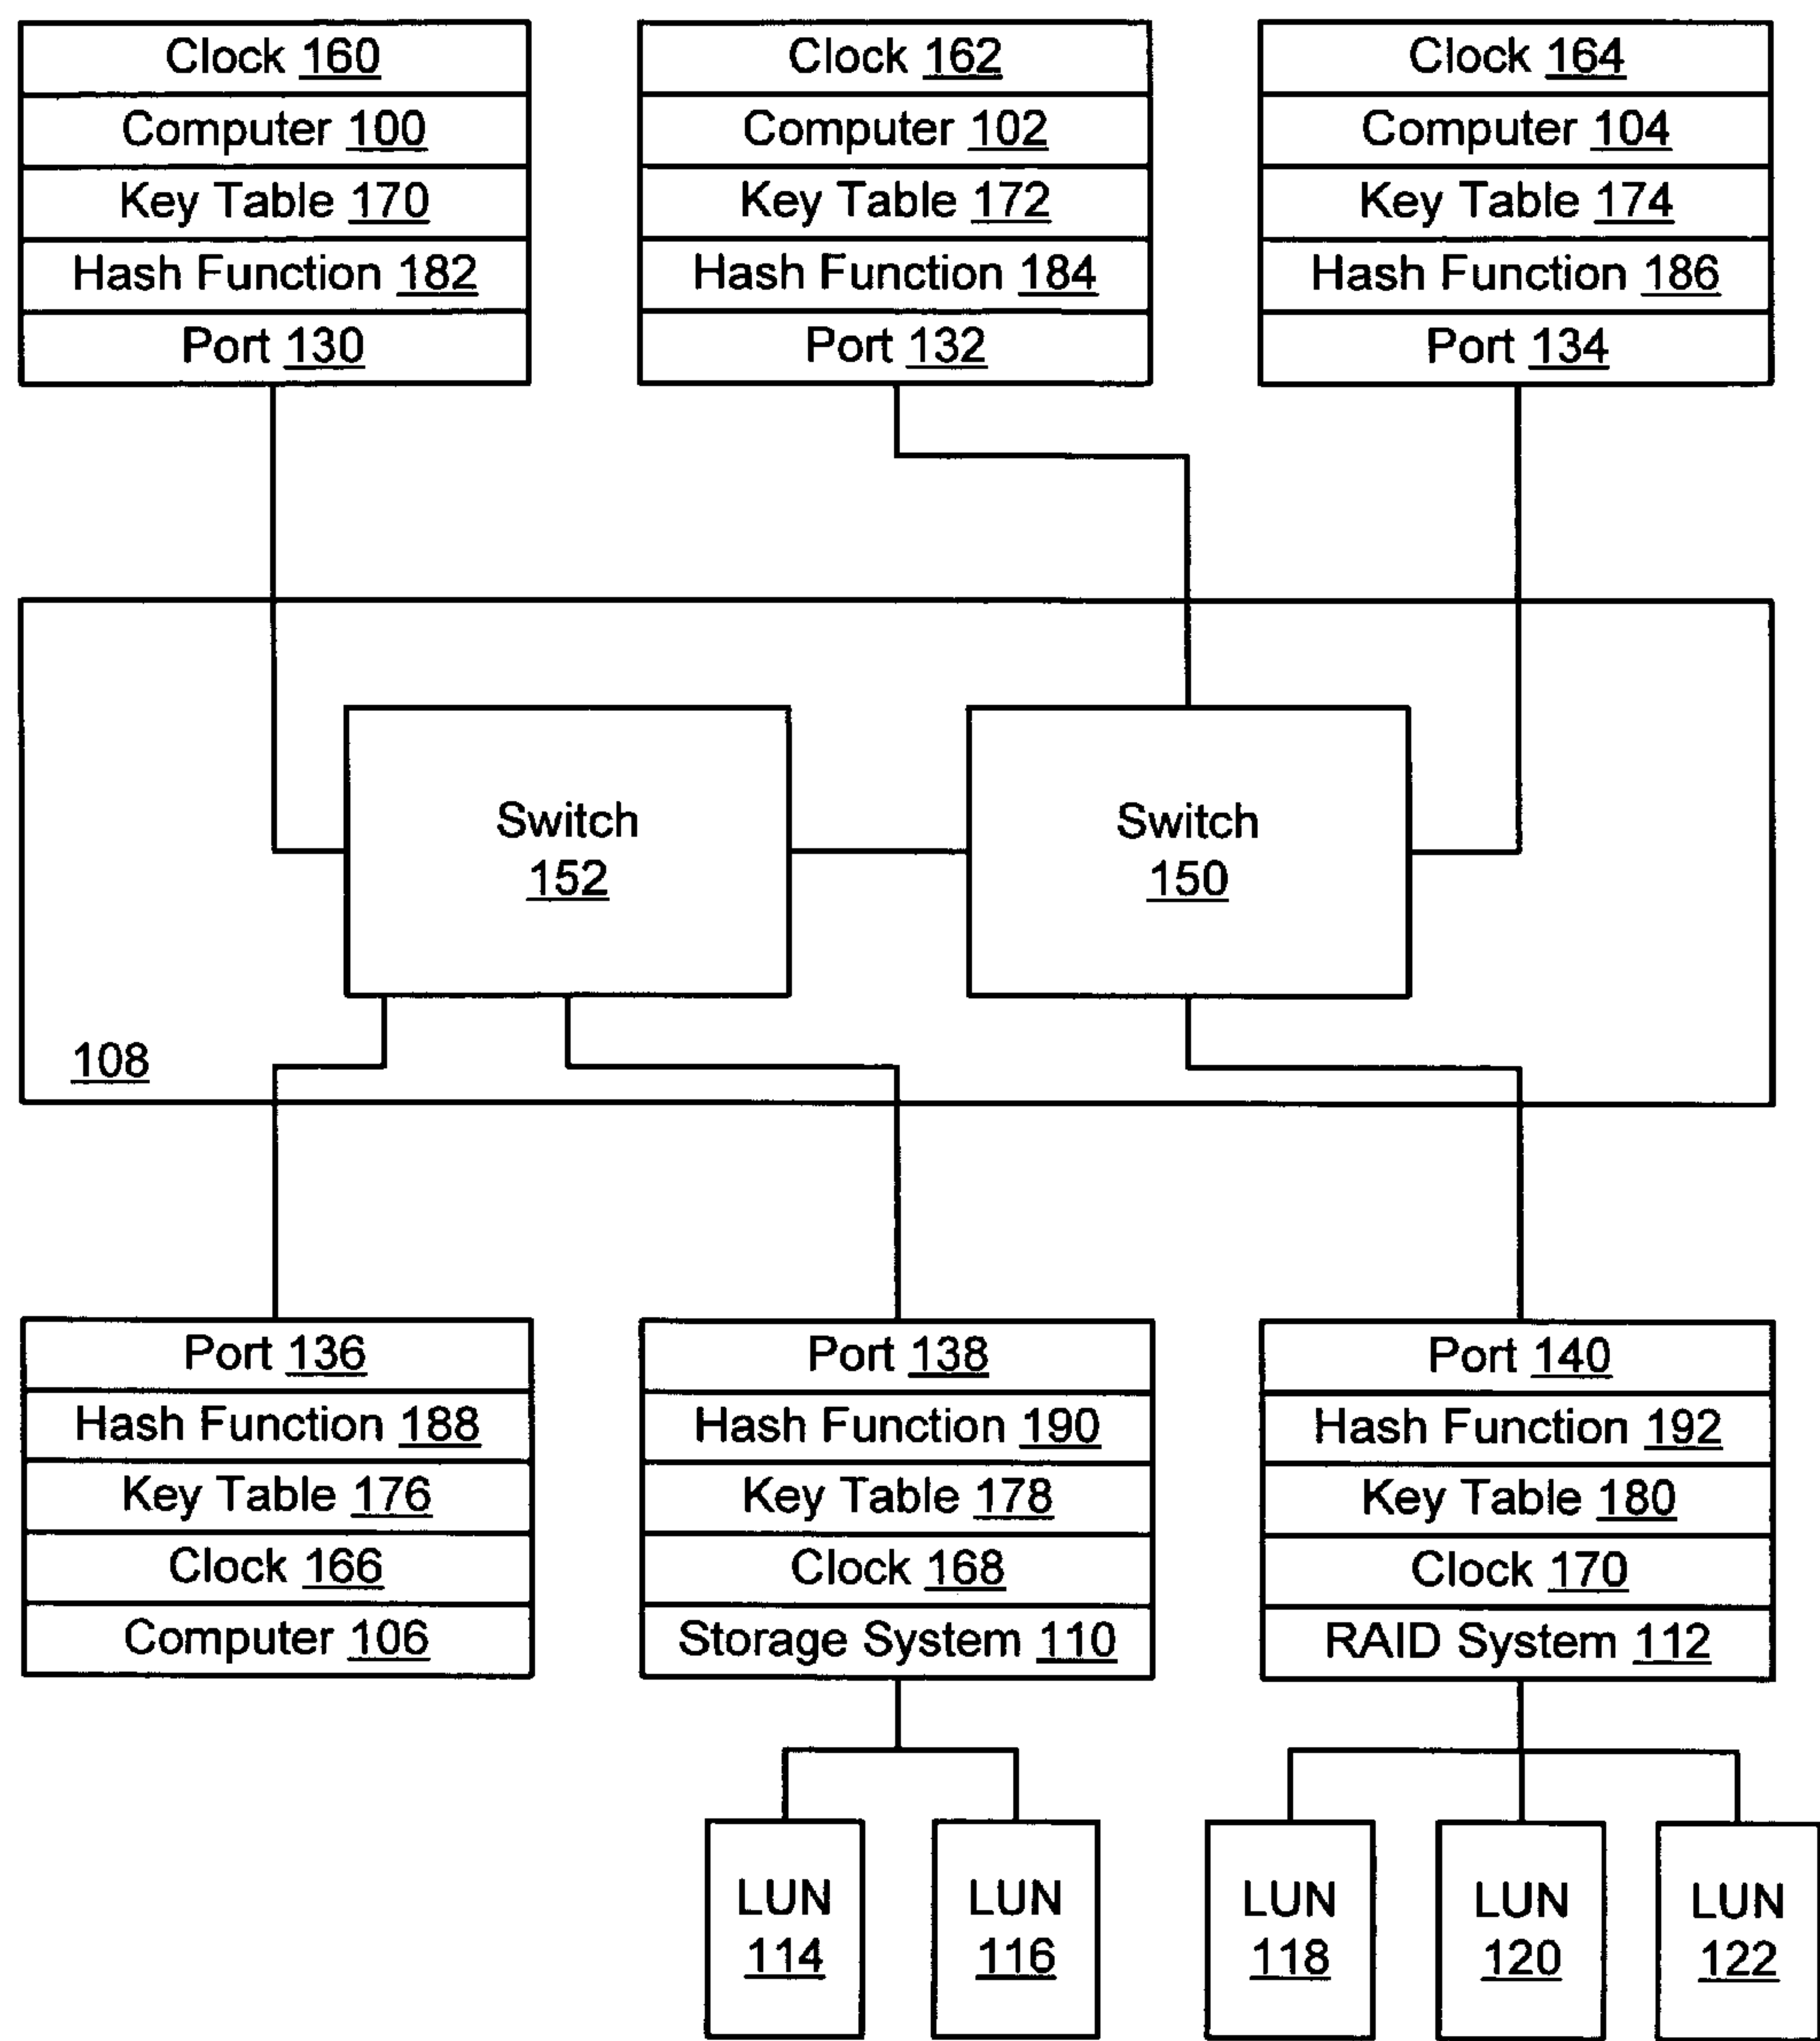 Clock 160
Computer 100
Key Table 170
Hash Function 182
Port 130
Clock 162
Computer 102
Key Table 172
Hash Function 184
Port 132
Clock 164
Computer 104
Key Table 174
Hash Function 186
Port 134
Switch
152
Switch
150
108
Port 136
Hash Function 188
Key Table 176
Clock 166
Computer 106
Port 138
Hash Function 190
Key Table 178
Clock 168
Storage System 110
Port 140
Hash Function 192
Key Table 180
Clock 170
RAID System 112
LUN
114
LUN
116
LUN
118
LUN
120
LUN
122